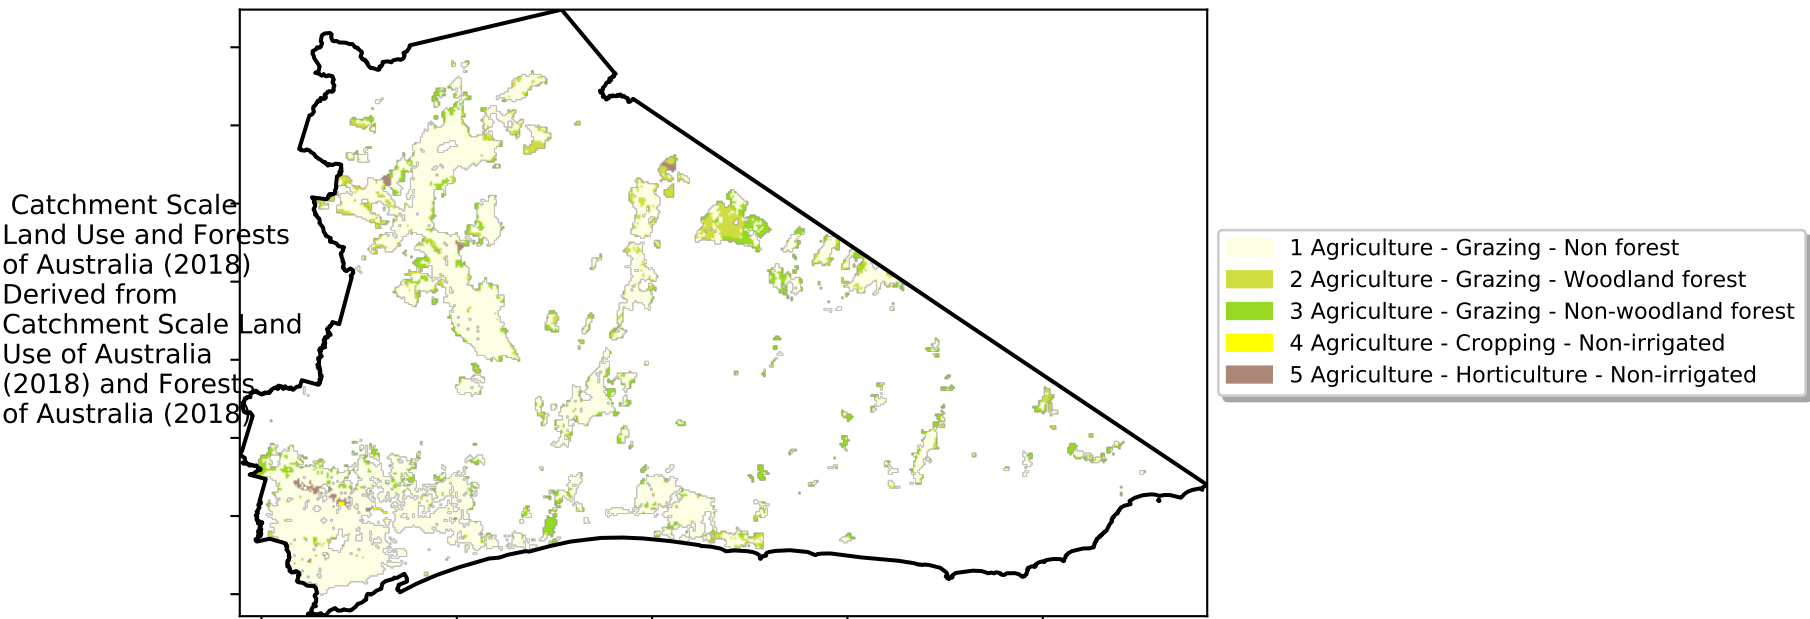 Catchment Scale
Land Use and Forests
of Australia (2018)
Derived from
Catchment Scale Land
Use of Australia
(2018) and Forests
of Australia (2018)
1 Agriculture - Grazing - Non forest
2 Agriculture - Grazing - Woodland forest
3 Agriculture - Grazing - Non-woodland forest
4 Agriculture - Cropping - Non-irrigated
5 Agriculture - Horticulture - Non-irrigated